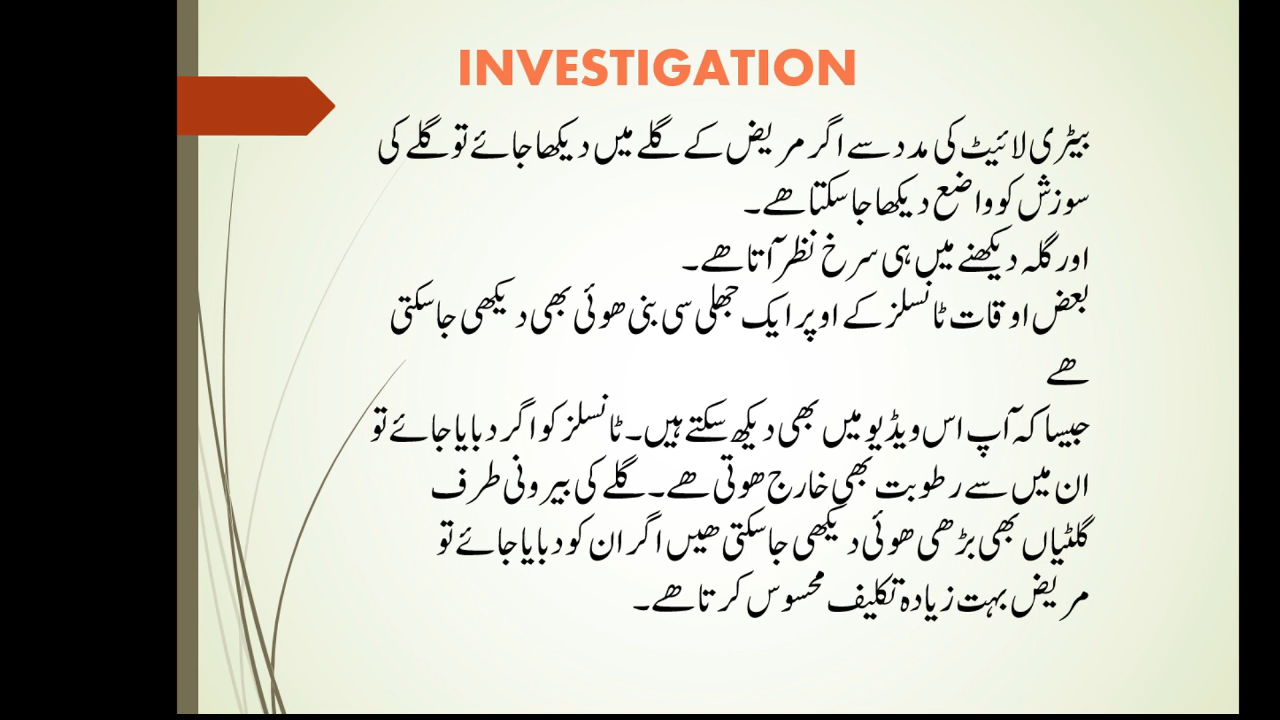 INVESTIGATION
بیٹری لائیٹ کی مدد سے اگر مریض کے گلے میں دیکھا جائے تو گلے کی
سوزش کو واضع دیکھا جا سکتا ھے۔
اور گلہ دیکھنے میں ہی سرخ نظر آتا ھے۔
بعض اوقات ٹانسلز کے اوپر ایک جھلی سی بنی ھوئی بھی دیکھی جا سکتی
ھے
جیسا کہ آپ اس ویڈیو میں بھی دیکھ سکتے ہیں۔ ٹانسلز کو اگر دبایا جائے تو
ان میں سے رطوبت بھی خارج ھوتی ھے۔ گلے کی بیرونی طرف
گلٹیاں بھی بڑھی ھوئی دیکھی جا سکتی ھیں اگر ان کو دبایا جائے تو
مریض بہت زیادہ تکلیف محسوس کرتا ھے۔